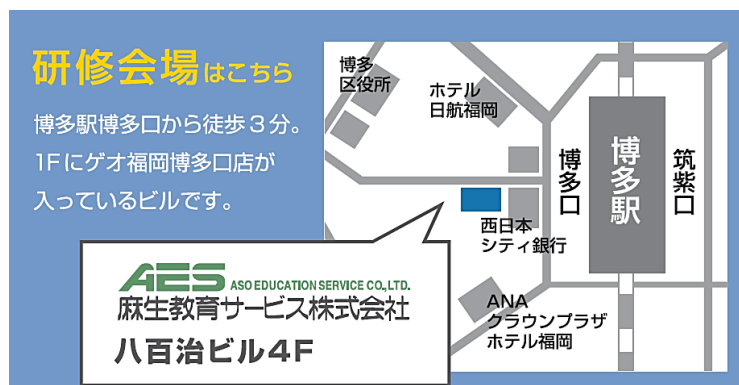 研修会場はこちら
博多駅博多口から徒歩3分。
1Fにゲオ福岡博多口店が
入っているビルです。
博多
区役所
ホテル
日航福岡
博多口
博多駅
筑紫口
西日本
シティ銀行
ANA
クラウンプラザ
ホテル福岡
AES ASO EDUCATION SERVICE CO.,LTD.
麻生教育サービス株式会社
八百治ビル4F